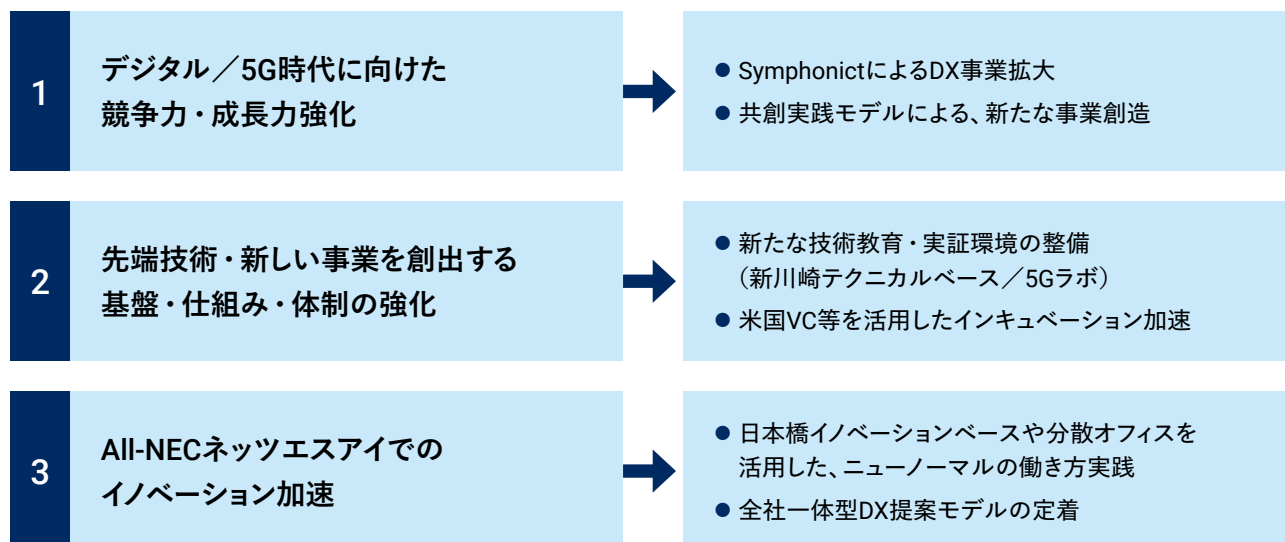 1
デジタル／5G時代に向けた
競争力・成長力強化
● SymphonictによるDX事業拡大
● 共創実践モデルによる、新たな事業創造
2
先端技術・新しい事業を創出する
基盤・仕組み・体制の強化
● 新たな技術教育・実証環境の整備
（新川崎テクニカルベース／5Gラボ）
● 米国VC等を活用したインキュベーション加速
3
All-NECネッツエスアイでの
イノベーション加速
● 日本橋イノベーションベースや分散オフィスを
活用した、ニューノーマルの働き方実践
● 全社一体型DX提案モデルの定着